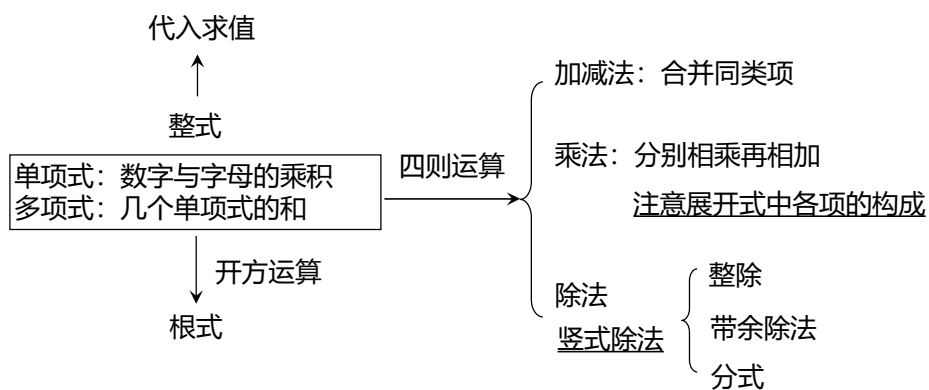 代入求值
整式
单项式：数字与字母的乘积
多项式：几个单项式的和
开方运算
根式
四则运算
加减法：合并同类项
乘法：分别相乘再相加
注意展开式中各项的构成
除法
竖式除法
整除
带余除法
分式